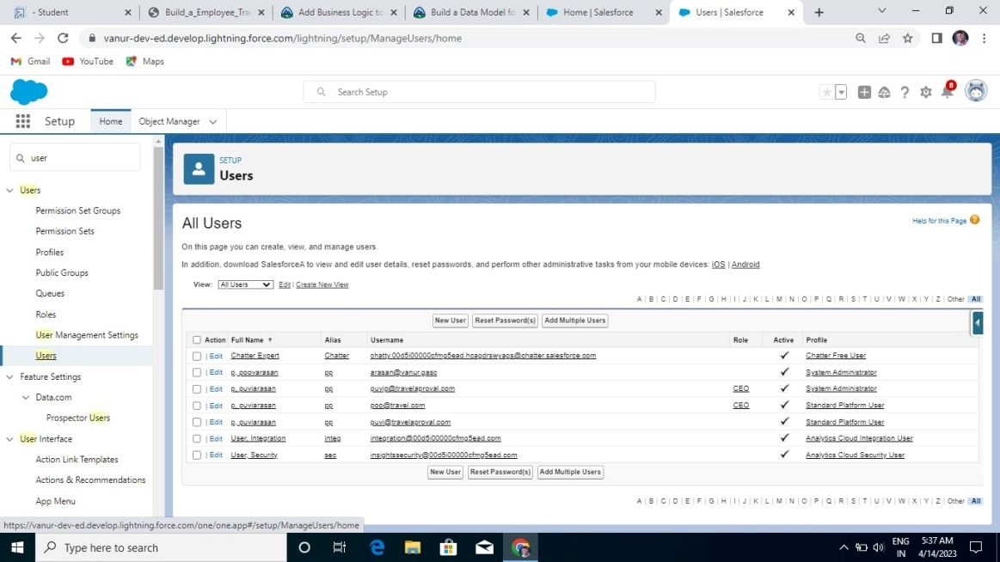 - Student
Build_a_Employee_Tra
Add Business Logic to
Build a Data Model fo
Home | Salesforce
Users | Salesforce
vanur-dev-ed.develop.lightning.force.com/lightning/setup/ManageUsers/home
Gmail YouTube Maps
Search Setup
8
Setup Home Object Manager
user
Users
Permission Set Groups
Permission Sets
Profiles
Public Groups
Queues
Roles
User Management Settings
Users
Feature Settings
Data.com
Prospector Users
User Interface
Action Link Templates
Actions & Recommendations
App Menu
SETUP
Users
All Users
Help for this Page ?
On this page you can create, view, and manage users.
In addition, download SalesforceA to view and edit user details, reset passwords, and perform other administrative tasks from your mobile devices: iOS | Android
View: All Users Edit | Create New View
A | B | C | D | E | F | G | H | I | J | K | L | M | N | O | P | Q | R | S | T | U | V | W | X | Y | Z | Other All
New User Reset Password(s) Add Multiple Users
Action Full Name ↑ Alias Username Role Active Profile
| Edit Chatter Expert Chatter chatty.00d5i00000cfmg5ead.hcagdrswyags@chatter.salesforce.com ✓ Chatter Free User
| Edit p, poovarasan pp arasan@vanur.gasc ✓ System Administrator
| Edit p, puviarasan pp puvip@travelaproval.com CEO ✓ System Administrator
| Edit p, puviarasan pp poo@travel.com CEO ✓ Standard Platform User
| Edit p, puviarasan pp puvi@travelaproval.com ✓ Standard Platform User
| Edit User, Integration integ integration@00d5i00000cfmg5ead.com ✓ Analytics Cloud Integration User
| Edit User, Security sec insightssecurity@00d5i00000cfmg5ead.com ✓ Analytics Cloud Security User
New User Reset Password(s) Add Multiple Users
A | B | C | D | E | F | G | H | I | J | K | L | M | N | O | P | Q | R | S | T | U | V | W | X | Y | Z | Other All
https://vanur-dev-ed.develop.lightning.force.com/one/one.app#/setup/ManageUsers/home
Type here to search
ENG
IN
5:37 AM
4/14/2023